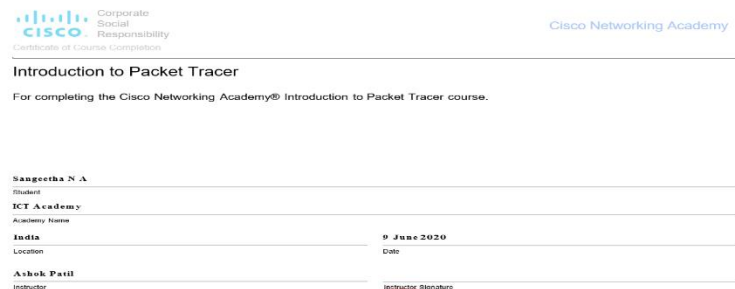 Corporate
Social
Responsibility
CISCO
Cisco Networking Academy
Certificate of Course Completion
Introduction to Packet Tracer
For completing the Cisco Networking Academy® Introduction to Packet Tracer course.
Sangeetha N A
Student
ICT Academy
Academy Name
India
9 June 2020
Location
Date
Ashok Patil
Instructor
Instructor Signature